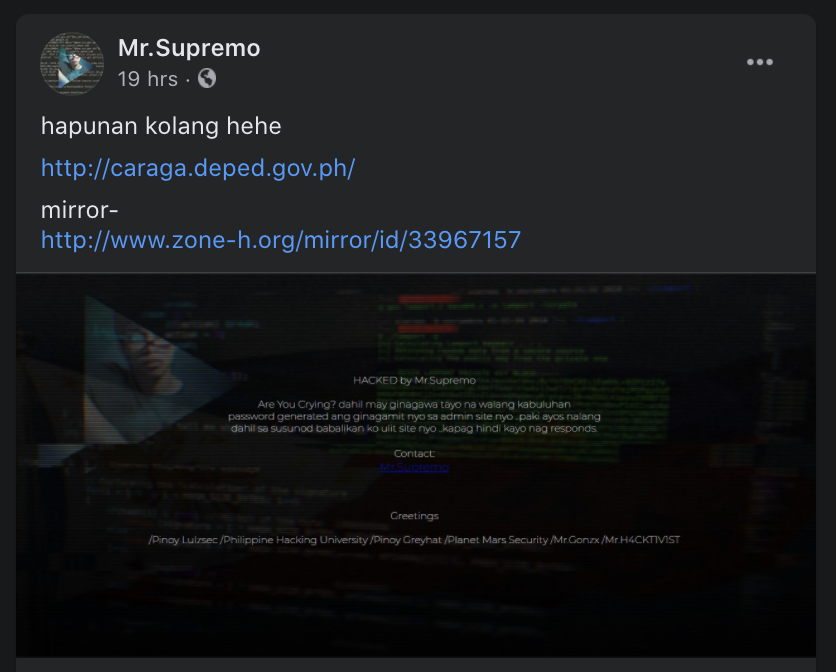 Mr.Supremo
19 hrs ·
hapunan kolang hehe
http://caraga.deped.gov.ph/
mirror-
http://www.zone-h.org/mirror/id/33967157
HACKED by Mr.Supremo
Are You Crying? dahil may ginagawa tayo na walang kabuluhan
password generated ang ginagamit nyo sa admin site nyo .paki ayos nalang
dahil sa susunod babalikan ko ulit site nyo ..kapag hindi kayo nag responds.
Contact:
Mr.Supremo
Greetings
/Pinoy Lulzsec /Philippine Hacking University /Pinoy Greyhat /Planet Mars Security /Mr.Gonzx /Mr.H4CKT1V1ST